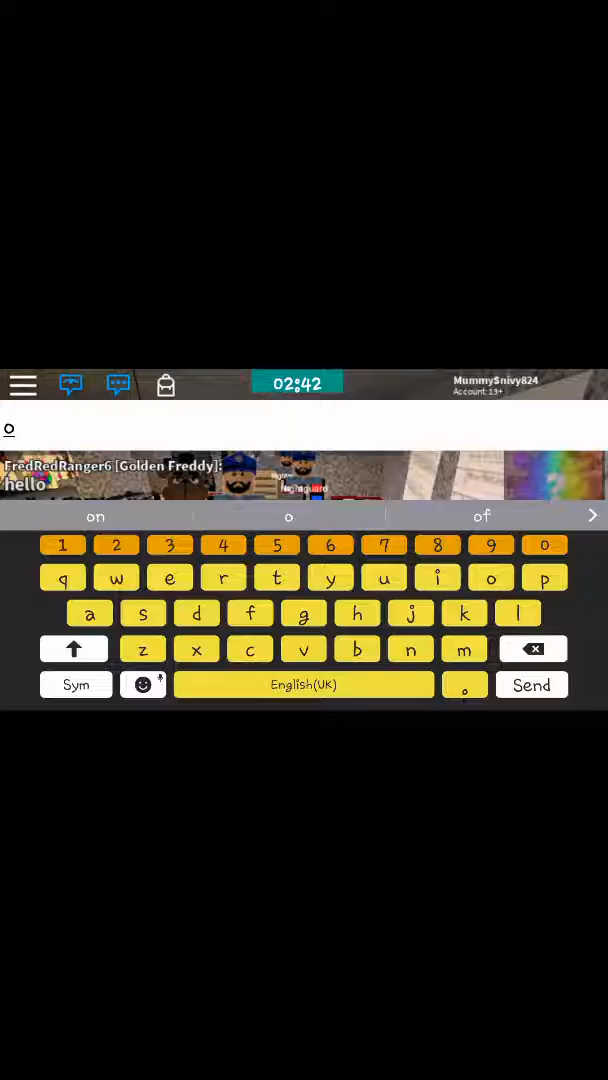 02:42
MummySnivy824
Account: 13+
o
FredRedRanger6 [Golden Freddy]:
hello
Nightguard
on o of
1 2 3 4 5 6 7 8 9 0
q w e r t y u i o p
a s d f g h j k l
z x c v b n m
Sym English(UK) . Send